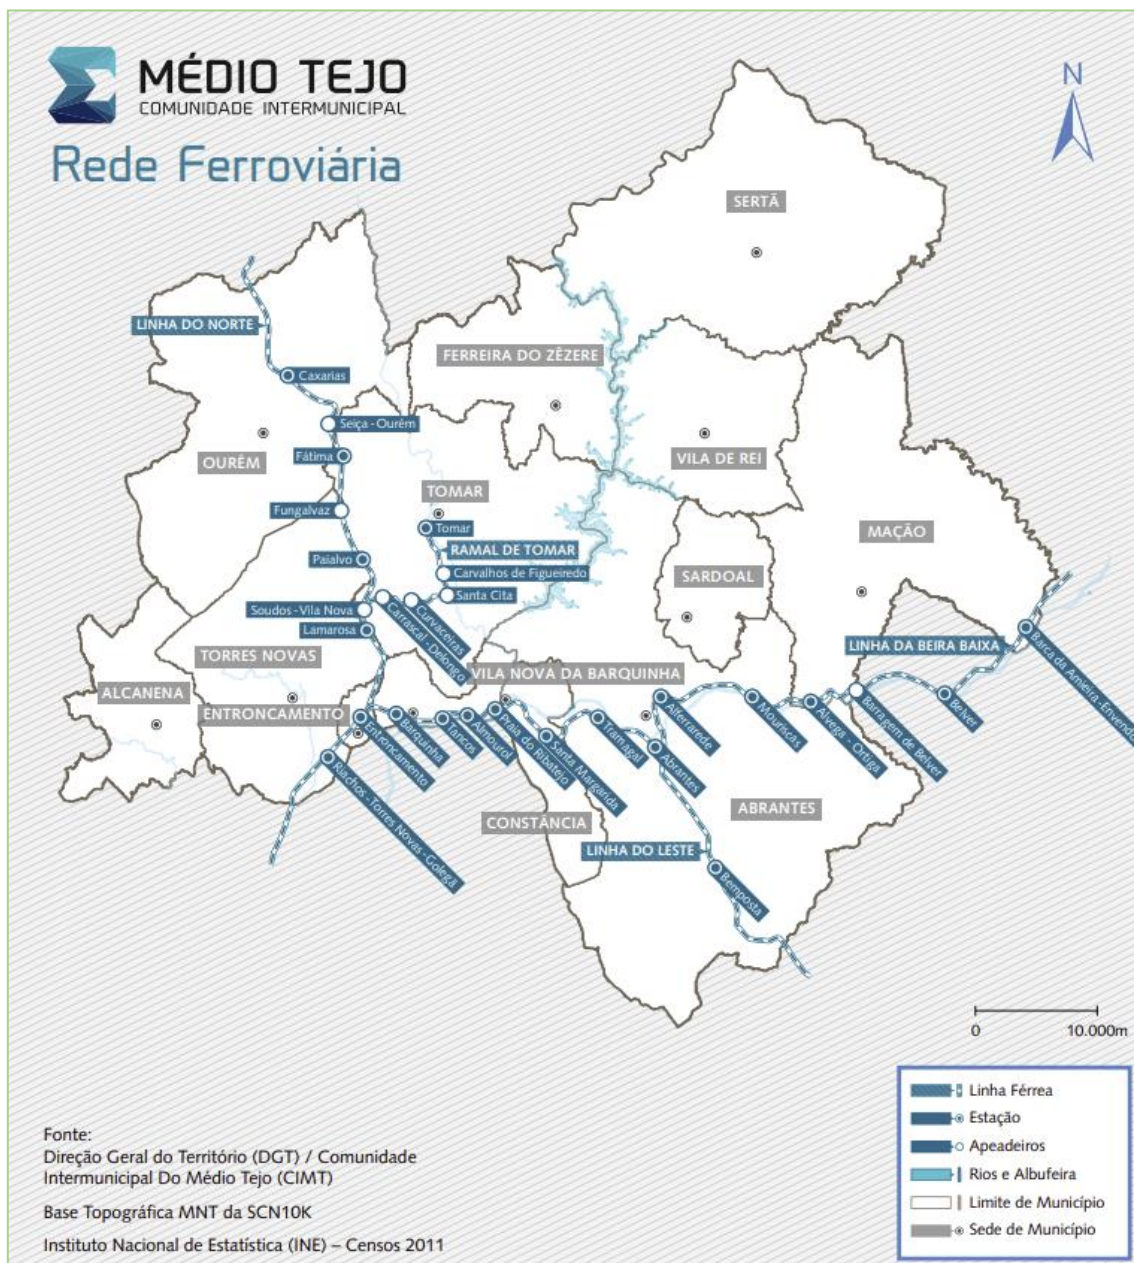 MÉDIO TEJO
COMUNIDADE INTERMUNICIPAL
Rede Ferroviária
N
SERTÃ
LINHA DO NORTE
FERREIRA DO ZÊZERE
Caxarias
Seiça - Ourém
Fátima
OURÉM
VILA DE REI
TOMAR
Fungalvaz
Tomar
MAÇÃO
RAMAL DE TOMAR
Paialvo
Carvalhos de Figueiredo
SARDOAL
Santa Cita
Soudos - Vila Nova
Curvaceiras
Carrascal - Delongo
Lamarosa
LINHA DA BEIRA BAIXA
Barca da Amieira - Envendos
TORRES NOVAS
VILA NOVA DA BARQUINHA
ALCANENA
ENTRONCAMENTO
Entroncamento
Barquinha
Tancos
Almourol
Praia do Ribatejo
Santa Margarida
Tramagal
Alferrarede
Abrantes
Mouriscas
Alvega - Ortiga
Barragem de Belver
Belver
Riachos - Torres Novas - Golegã
CONSTÂNCIA
ABRANTES
LINHA DO LESTE
Bemposta
0 10.000m
Linha Férrea
Estação
Apeadeiros
Rios e Albufeira
Limite de Município
Sede de Município
Fonte:
Direção Geral do Território (DGT) / Comunidade
Intermunicipal Do Médio Tejo (CIMT)
Base Topográfica MNT da SCN10K
Instituto Nacional de Estatística (INE) – Censos 2011